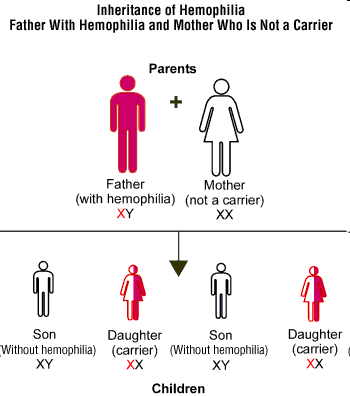 Inheritance of Hemophilia
Father With Hemophilia and Mother Who Is Not a Carrier
Parents
+
Father
(with hemophilia)
XY
Mother
(not a carrier)
XX
Son
(Without hemophilia)
XY
Daughter
(carrier)
XX
Son
(Without hemophilia)
XY
Daughter
(carrier)
XX
Children